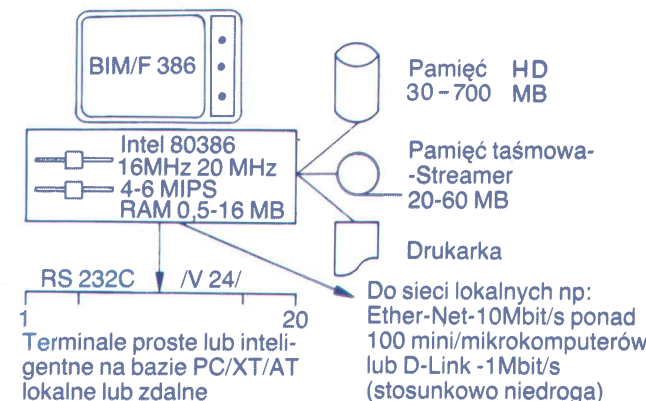 BIM/F 386
Intel 80386
16MHz 20 MHz
4-6 MIPS
RAM 0,5-16 MB
Pamięć HD
30-700 MB
Pamięć taśmowa-
-Streamer
20-60 MB
Drukarka
RS 232C /V 24/
1 20
Terminale proste lub inteli-
gentne na bazie PC/XT/AT
lokalne lub zdalne
Do sieci lokalnych np:
Ether-Net-10Mbit/s ponad
100 mini/mikrokomputerów
lub D-Link -1Mbit/s
(stosunkowo niedroga)